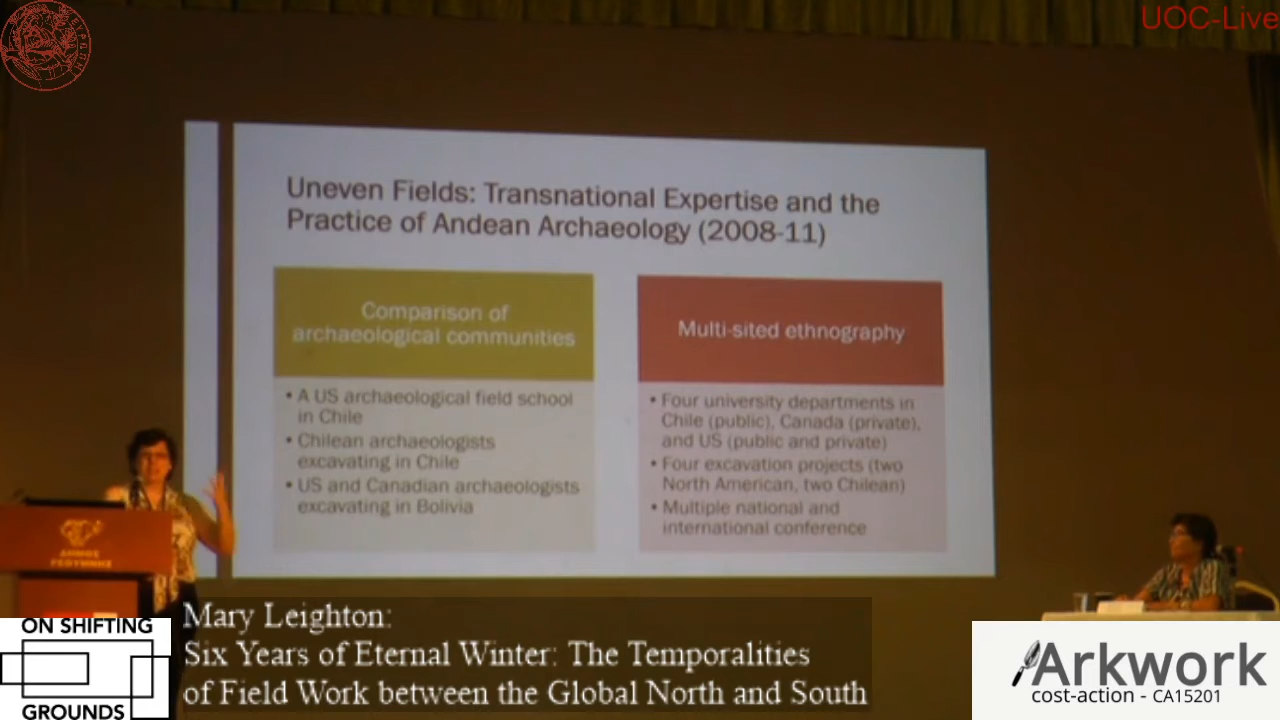 UOC-Live
Uneven Fields: Transnational Expertise and the
Practice of Andean Archaeology (2008-11)
Comparison of
archaeological communities
• A US archaeological field school
in Chile
• Chilean archaeologists
excavating in Chile
• US and Canadian archaeologists
excavating in Bolivia
Multi-sited ethnography
• Four university departments in
Chile (public), Canada (private),
and US (public and private)
• Four excavation projects (two
North American, two Chilean)
• Multiple national and
international conference
ΔΗΜΟΣ
ΡΕΘΥΜΝΗΣ
ON SHIFTING
GROUNDS
Mary Leighton:
Six Years of Eternal Winter: The Temporalities
of Field Work between the Global North and South
Arkwork
cost-action - CA15201